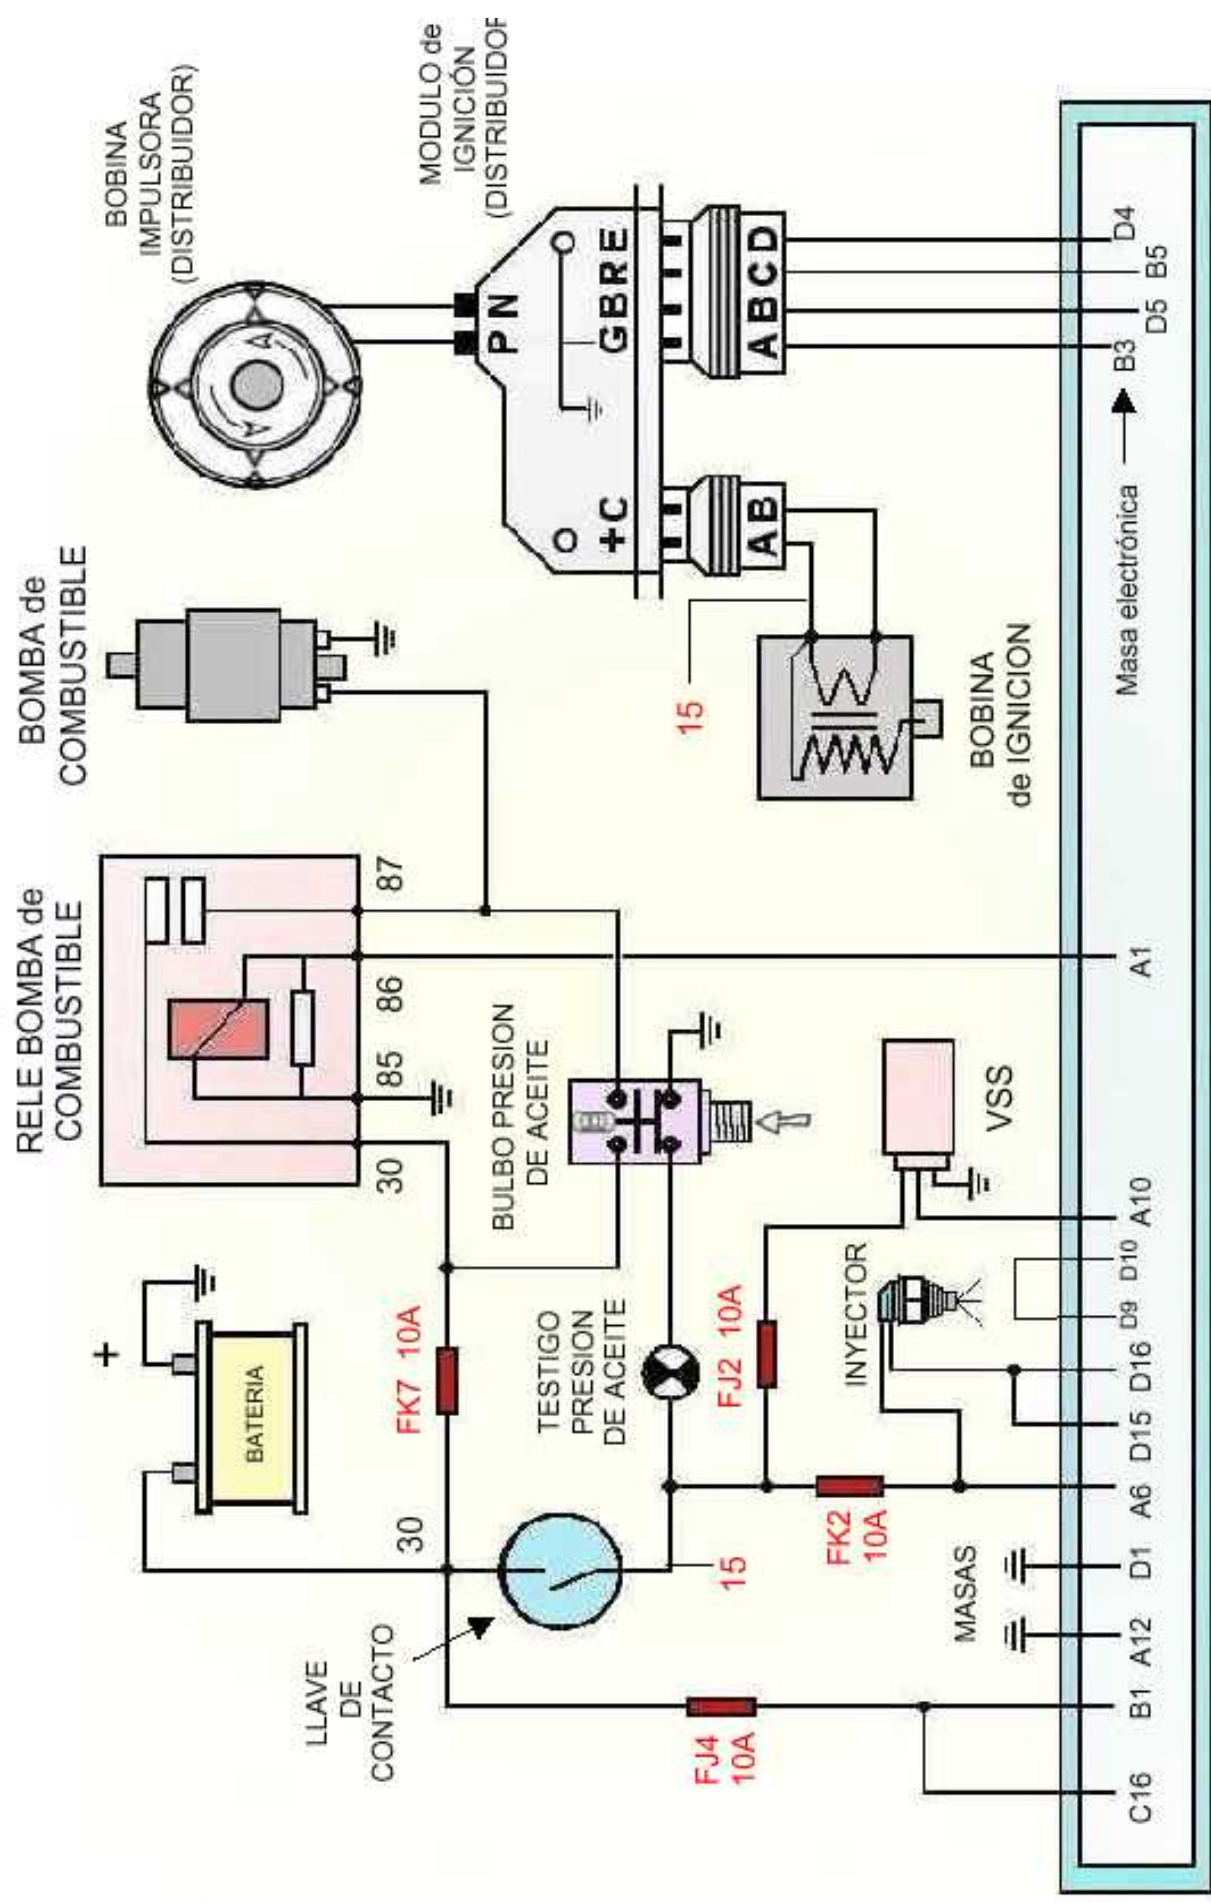 RELE BOMBA de
COMBUSTIBLE
BOMBA de
COMBUSTIBLE
BOBINA
IMPULSORA
(DISTRIBUIDOR)
MODULO de
IGNICIÓN
(DISTRIBUIDOR
+
BATERIA
30
85
86
87
P N
+C
GBRE
A B
A B C D
LLAVE
DE
CONTACTO
30
FK7 10A
BULBO PRESION
DE ACEITE
TESTIGO
PRESION
DE ACEITE
15
15
FJ2 10A
FJ4
10A
FK2
10A
BOBINA
de IGNICION
VSS
INYECTOR
MASAS
Masa electrónica
C16
B1
A12
D1
A6
D15
D16
D9
D10
A10
A1
B3
D5
B5
D4